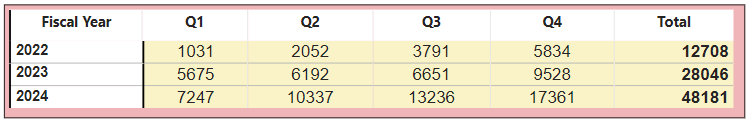 Fiscal Year Q1 Q2 Q3 Q4 Total
2022 1031 2052 3791 5834 12708
2023 5675 6192 6651 9528 28046
2024 7247 10337 13236 17361 48181